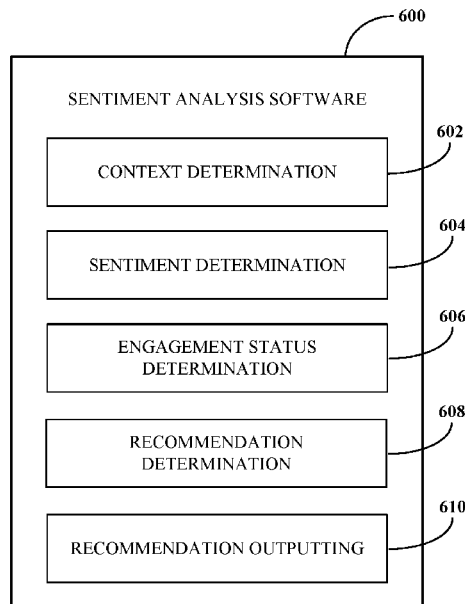 600
SENTIMENT ANALYSIS SOFTWARE
602
CONTEXT DETERMINATION
604
SENTIMENT DETERMINATION
606
ENGAGEMENT STATUS
DETERMINATION
608
RECOMMENDATION
DETERMINATION
610
RECOMMENDATION OUTPUTTING